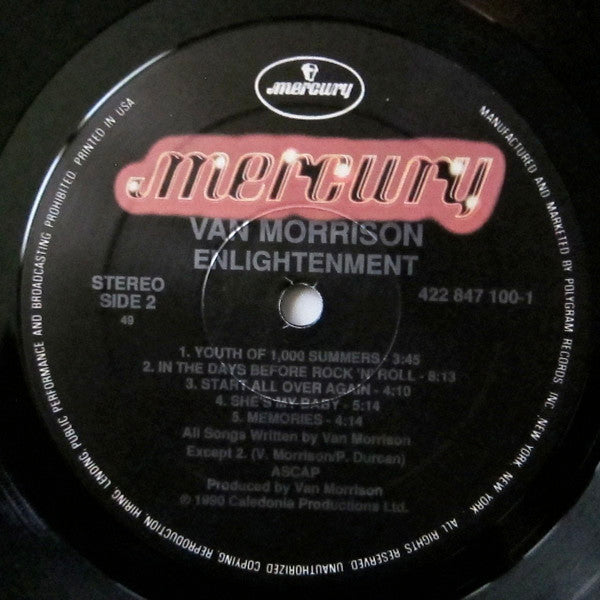 mercury
mercury
VAN MORRISON
ENLIGHTENMENT
STEREO
SIDE 2
49
422 847 100-1
1. YOUTH OF 1,000 SUMMERS - 3:45
2. IN THE DAYS BEFORE ROCK 'N' ROLL - 8:13
3. START ALL OVER AGAIN - 4:10
4. SHE'S MY BABY - 5:14
5. MEMORIES - 4:14
All Songs Written by Van Morrison
Except 2. (V. Morrison/P. Durcan)
ASCAP
Produced by Van Morrison
℗ 1990 Caledonia Productions Ltd.
MANUFACTURED AND MARKETED BY POLYGRAM RECORDS, INC. NEW YORK, NEW YORK. ALL RIGHTS RESERVED. UNAUTHORIZED COPYING, REPRODUCTION, HIRING, LENDING, PUBLIC PERFORMANCE AND BROADCASTING PROHIBITED. PRINTED IN USA